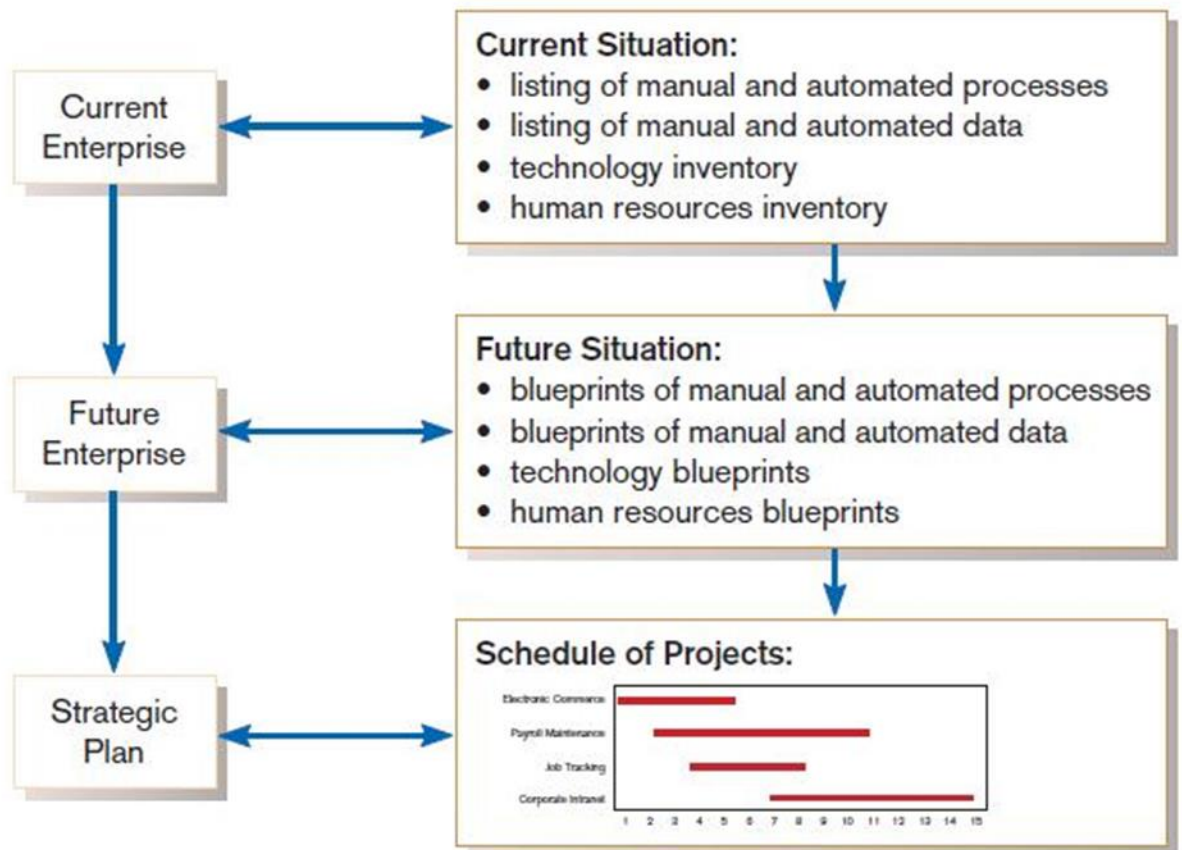 Current
Enterprise
Current Situation:
• listing of manual and automated processes
• listing of manual and automated data
• technology inventory
• human resources inventory
Future
Enterprise
Future Situation:
• blueprints of manual and automated processes
• blueprints of manual and automated data
• technology blueprints
• human resources blueprints
Strategic
Plan
Schedule of Projects:
Electronic Commerce
Payroll Maintenance
Job Tracking
Corporate Intranet
1 2 3 4 5 6 7 8 9 10 11 12 13 14 15